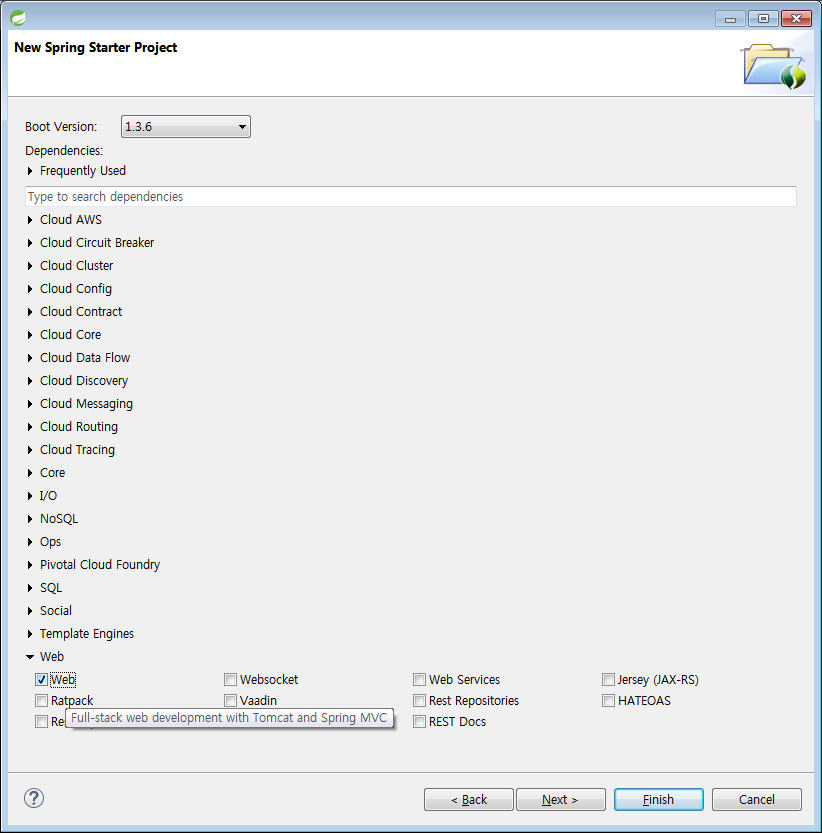 New Spring Starter Project
Boot Version: 1.3.6
Dependencies:
Frequently Used
Type to search dependencies
Cloud AWS
Cloud Circuit Breaker
Cloud Cluster
Cloud Config
Cloud Contract
Cloud Core
Cloud Data Flow
Cloud Discovery
Cloud Messaging
Cloud Routing
Cloud Tracing
Core
I/O
NoSQL
Ops
Pivotal Cloud Foundry
SQL
Social
Template Engines
Web
Web Websocket Web Services Jersey (JAX-RS)
Ratpack Vaadin Rest Repositories HATEOAS
Full-stack web development with Tomcat and Spring MVC
REST Docs
? < Back Next > Finish Cancel